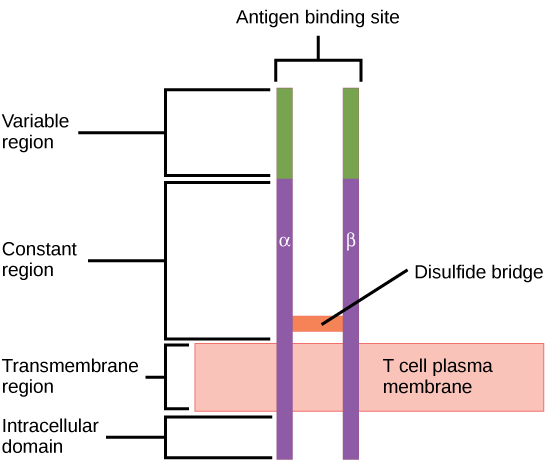 Antigen binding site
Variable
region
α
β
Constant
region
Disulfide bridge
Transmembrane
region
T cell plasma
membrane
Intracellular
domain